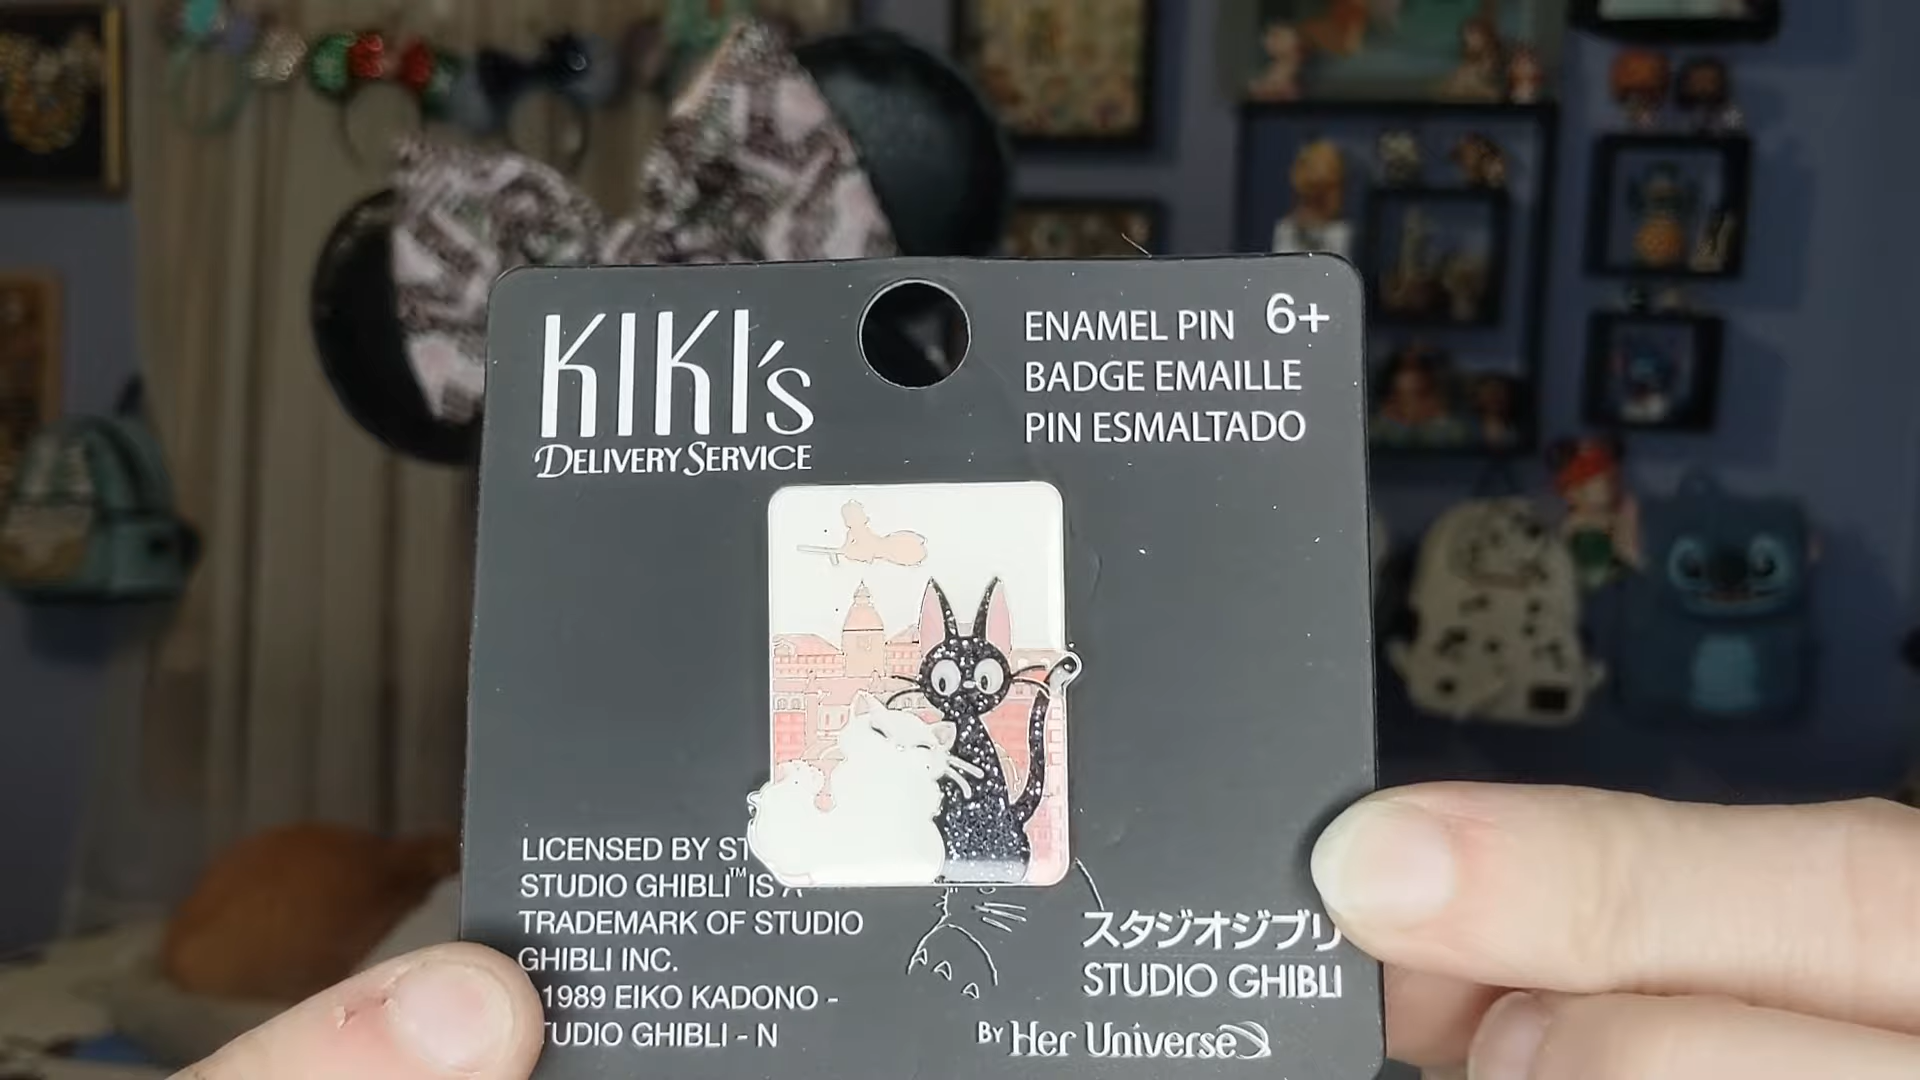 KIKI's
DELIVERY SERVICE
ENAMEL PIN 6+
BADGE EMAILLE
PIN ESMALTADO
LICENSED BY
STUDIO GHIBLI™ IS A
TRADEMARK OF STUDIO
GHIBLI INC.
1989 EIKO KADONO -
TUDIO GHIBLI - N
スタジオジブリ
STUDIO GHIBLI
BY Her Universe